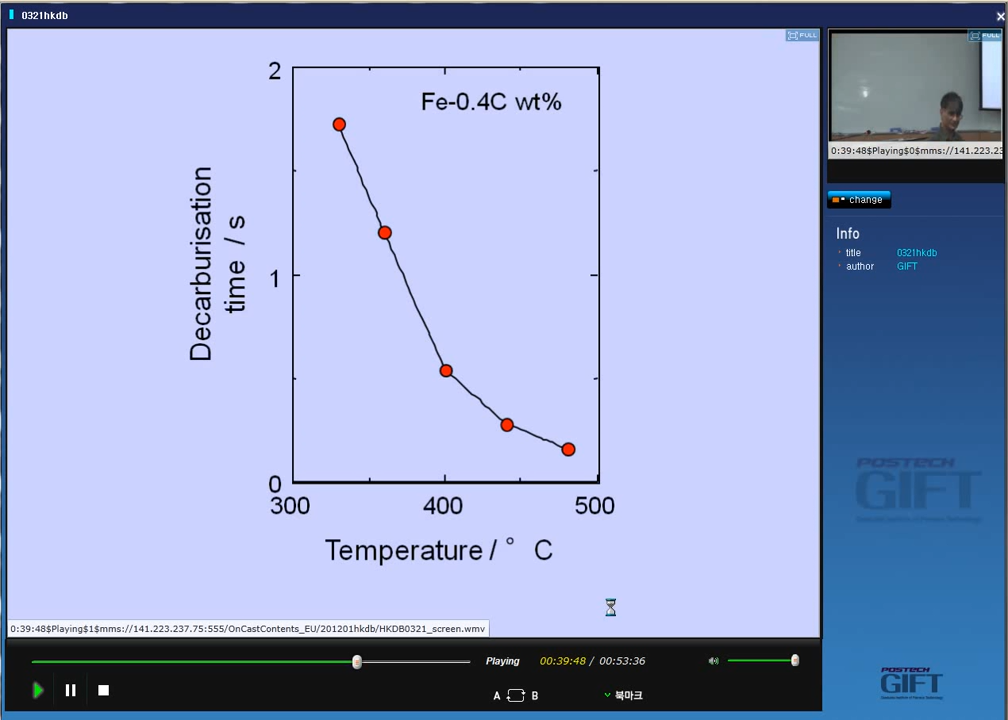 0321hkdb
FULL
FULL
2
Fe-0.4C wt%
Decarburisation
time / s
1
0
300
400
500
Temperature / ° C
0:39:48$Playing$0$mms://141.223.23
change
Info
title 0321hkdb
author GIFT
POSTECH
GIFT
0:39:48$Playing$1$mms://141.223.237.75:555/OnCastContents_EU/201201hkdb/HKDB0321_screen.wmv
Playing 00:39:48 / 00:53:36
A B
북마크
POSTECH
GIFT